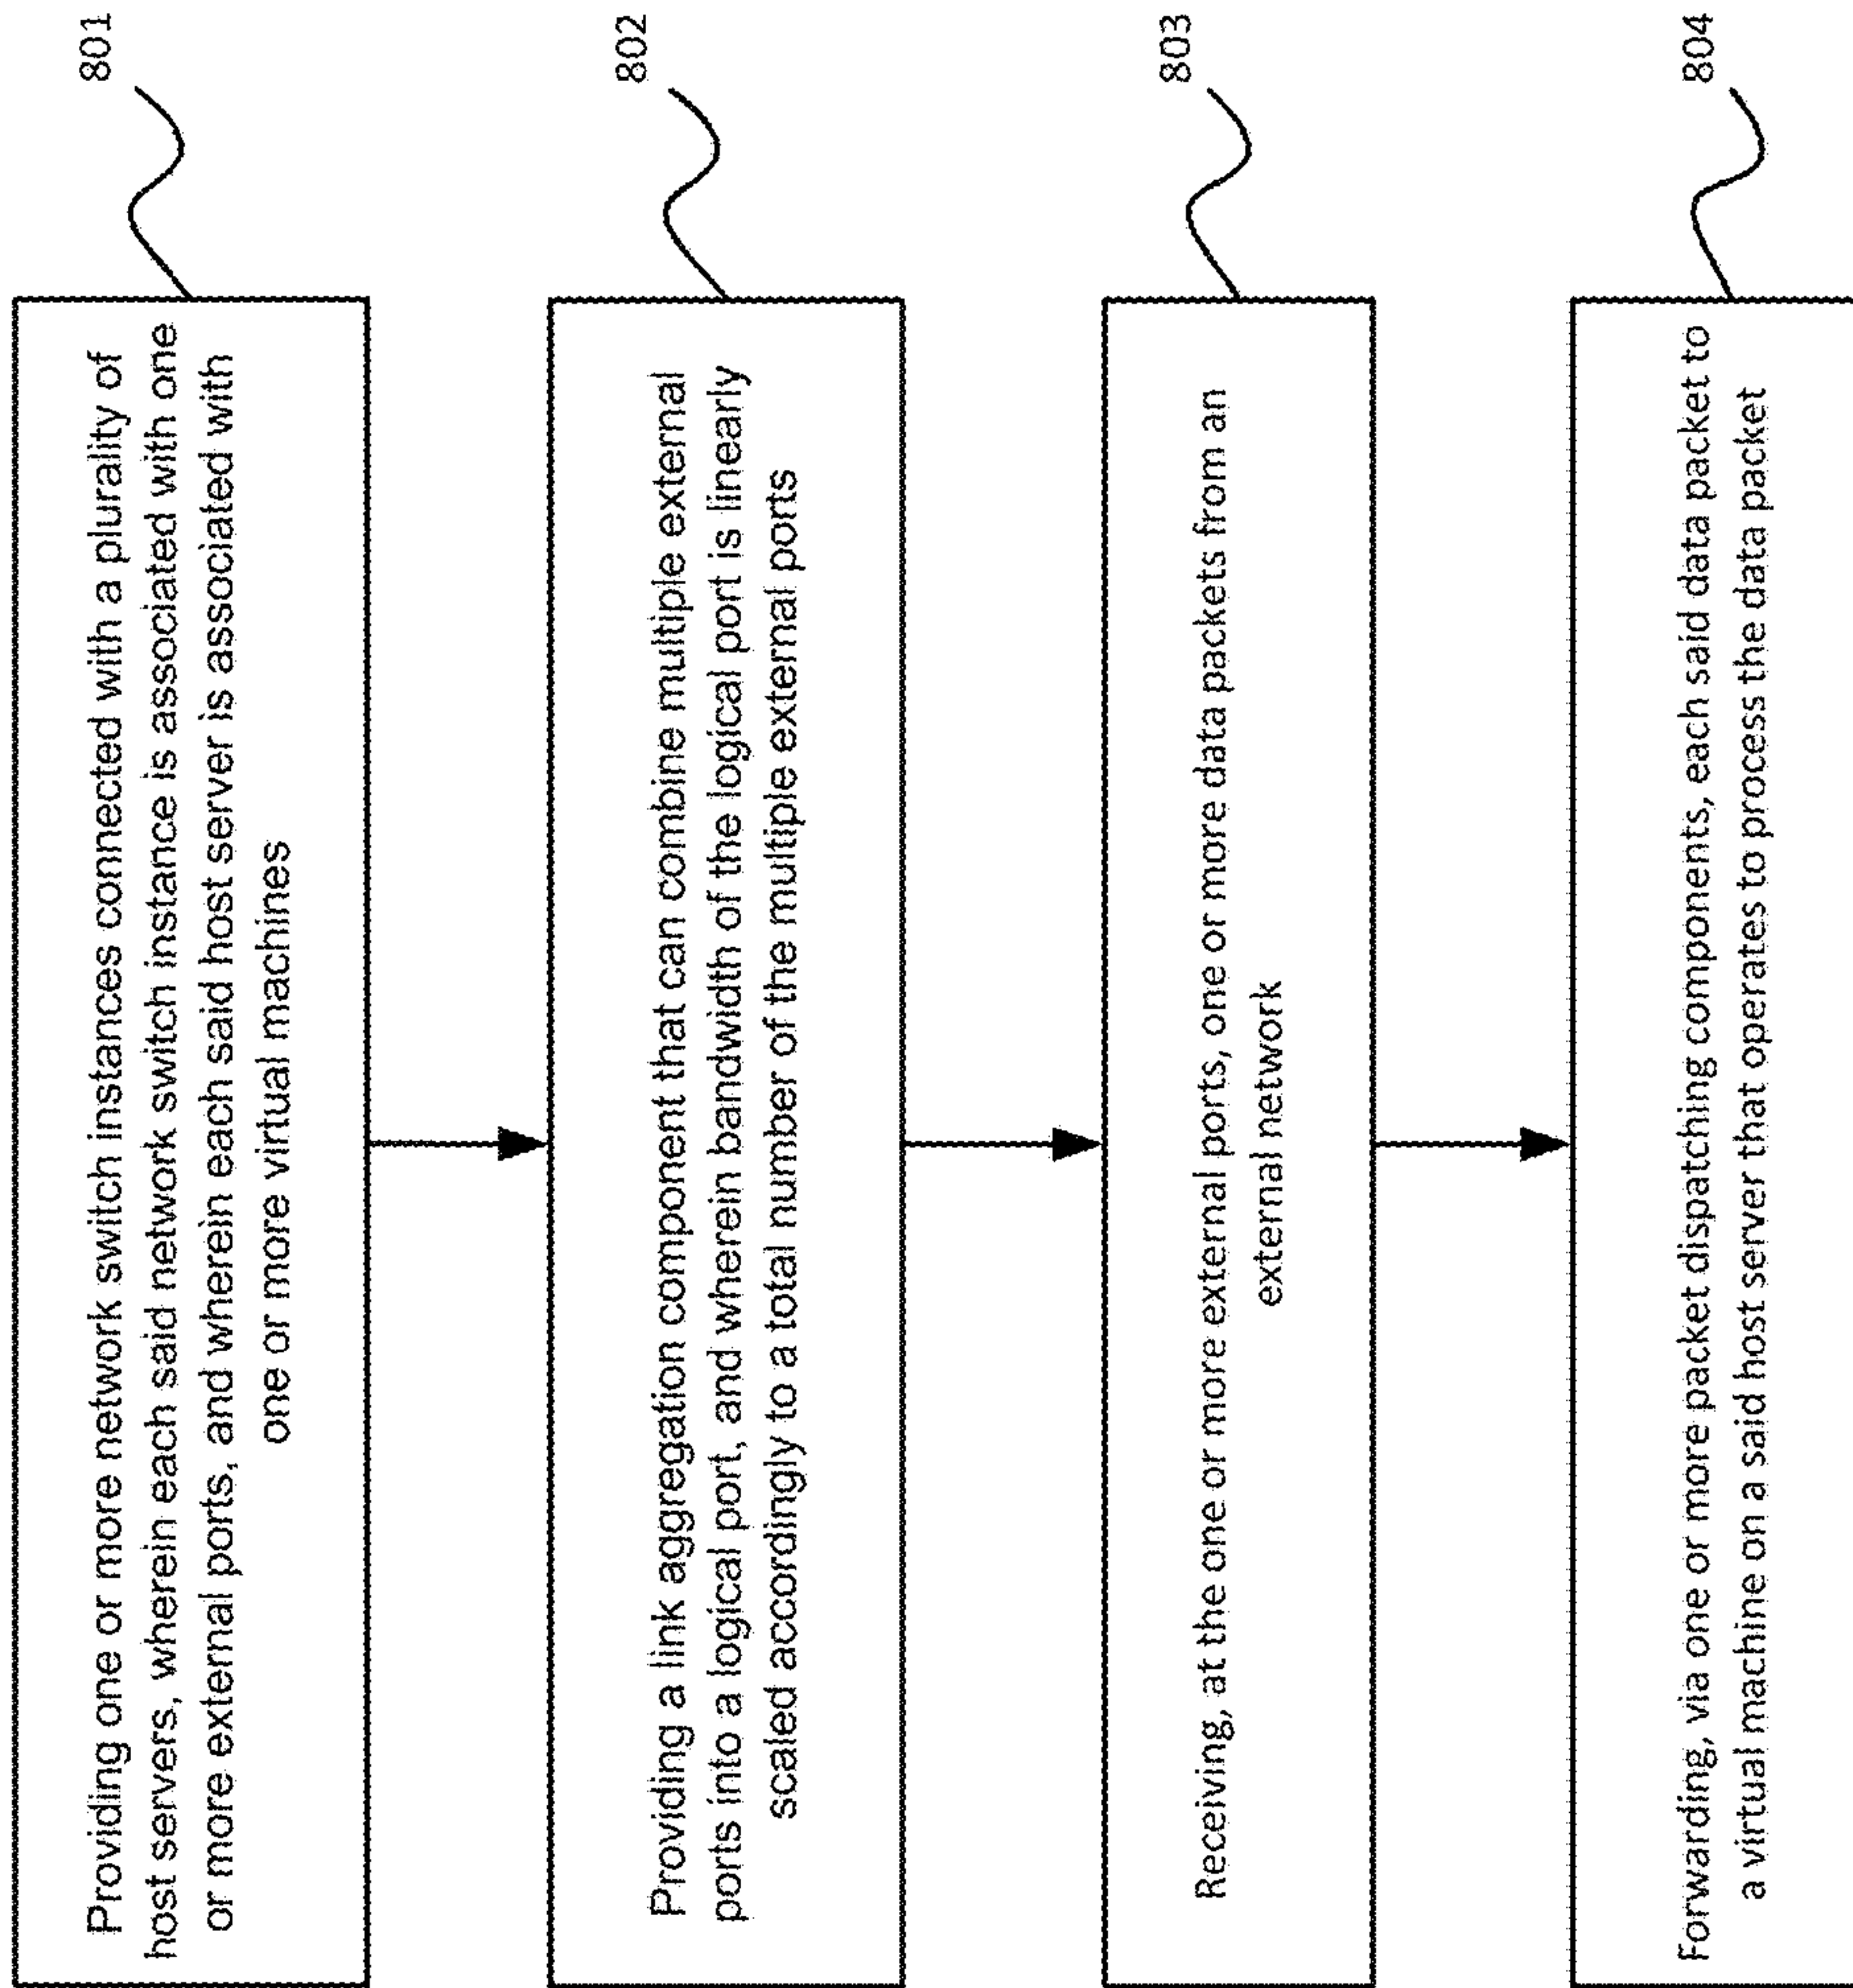 801
Providing one or more network switch instances connected with a plurality of
host servers, wherein each said network switch instance is associated with one
or more external ports, and wherein each said host server is associated with
one or more virtual machines
802
Providing a link aggregation component that can combine multiple external
ports into a logical port, and wherein bandwidth of the logical port is linearly
scaled accordingly to a total number of the multiple external ports
803
Receiving, at the one or more external ports, one or more data packets from an
external network
804
Forwarding, via one or more packet dispatching components, each said data packet to
a virtual machine on a said host server that operates to process the data packet